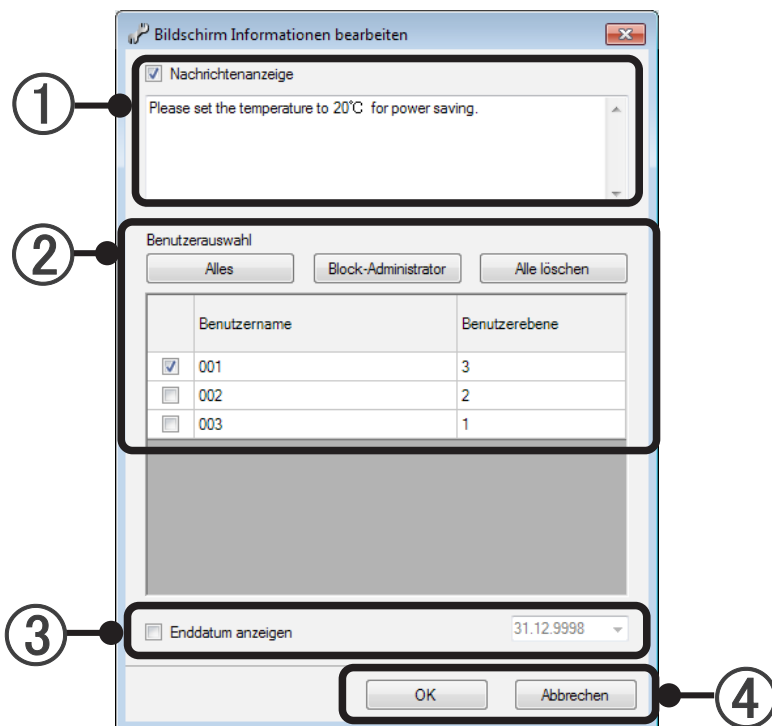 Bildschirm Informationen bearbeiten
① Nachrichtenanzeige
Please set the temperature to 20℃ for power saving.
② Benutzerauswahl
Alles Block-Administrator Alle löschen
Benutzername Benutzerebene
001 3
002 2
003 1
③ Enddatum anzeigen 31.12.9998
OK Abbrechen ④